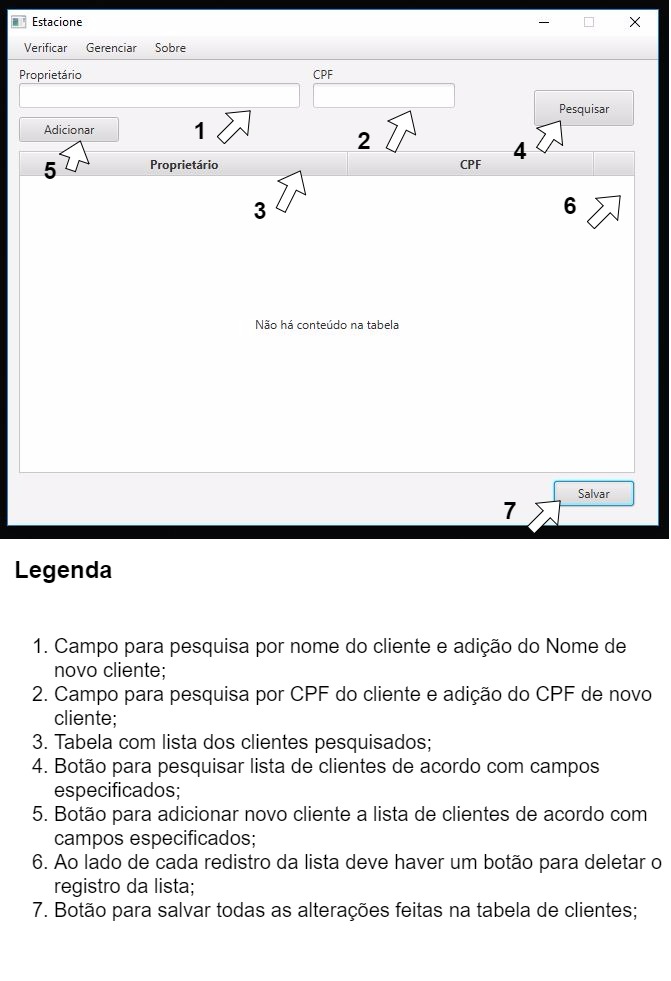 Estacione
Verificar Gerenciar Sobre
Proprietário CPF
Pesquisar
1
2
Adicionar
4
5
Proprietário CPF
3
6
Não há conteúdo na tabela
Salvar
7
Legenda
1. Campo para pesquisa por nome do cliente e adição do Nome de
novo cliente;
2. Campo para pesquisa por CPF do cliente e adição do CPF de novo
cliente;
3. Tabela com lista dos clientes pesquisados;
4. Botão para pesquisar lista de clientes de acordo com campos
especificados;
5. Botão para adicionar novo cliente a lista de clientes de acordo com
campos especificados;
6. Ao lado de cada redistro da lista deve haver um botão para deletar o
registro da lista;
7. Botão para salvar todas as alterações feitas na tabela de clientes;